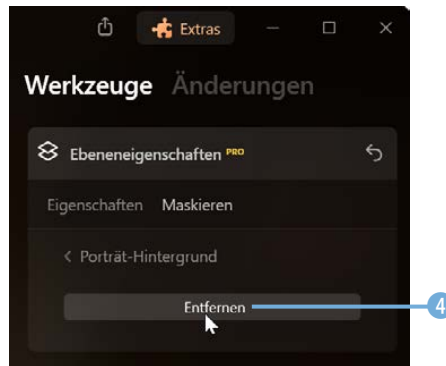 Extras
Werkzeuge Änderungen
Ebeneneigenschaften PRO
Eigenschaften Maskieren
< Porträt-Hintergrund
Entfernen
4